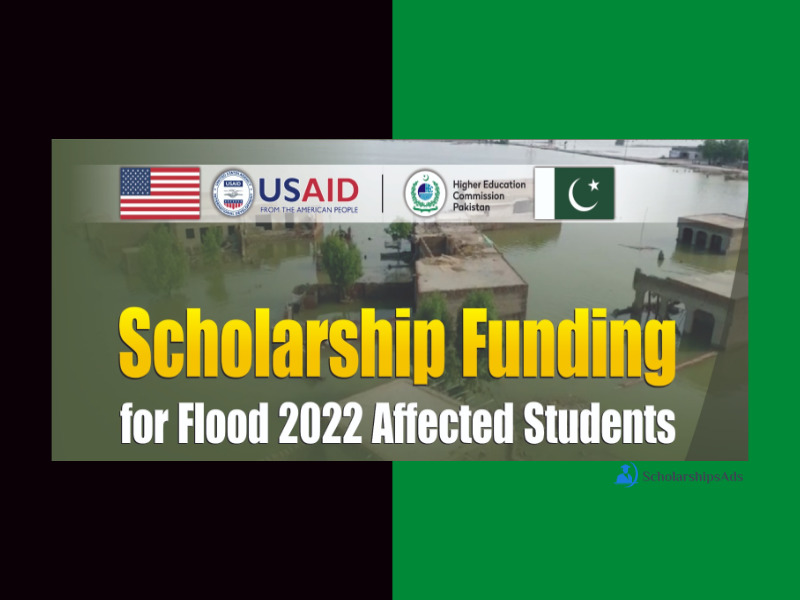 USAID
FROM THE AMERICAN PEOPLE
Higher Education
Commission
Pakistan
Scholarship Funding
for Flood 2022 Affected Students
ScholarshipsAds